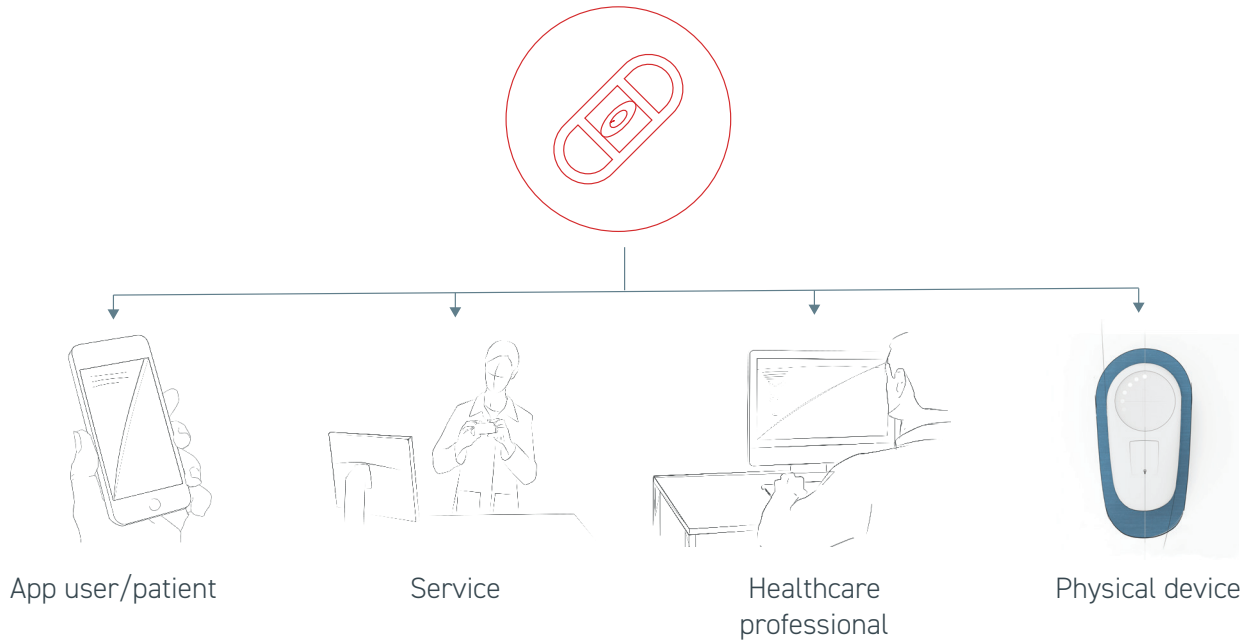 App user/patient
Service
Healthcare
professional
Physical device